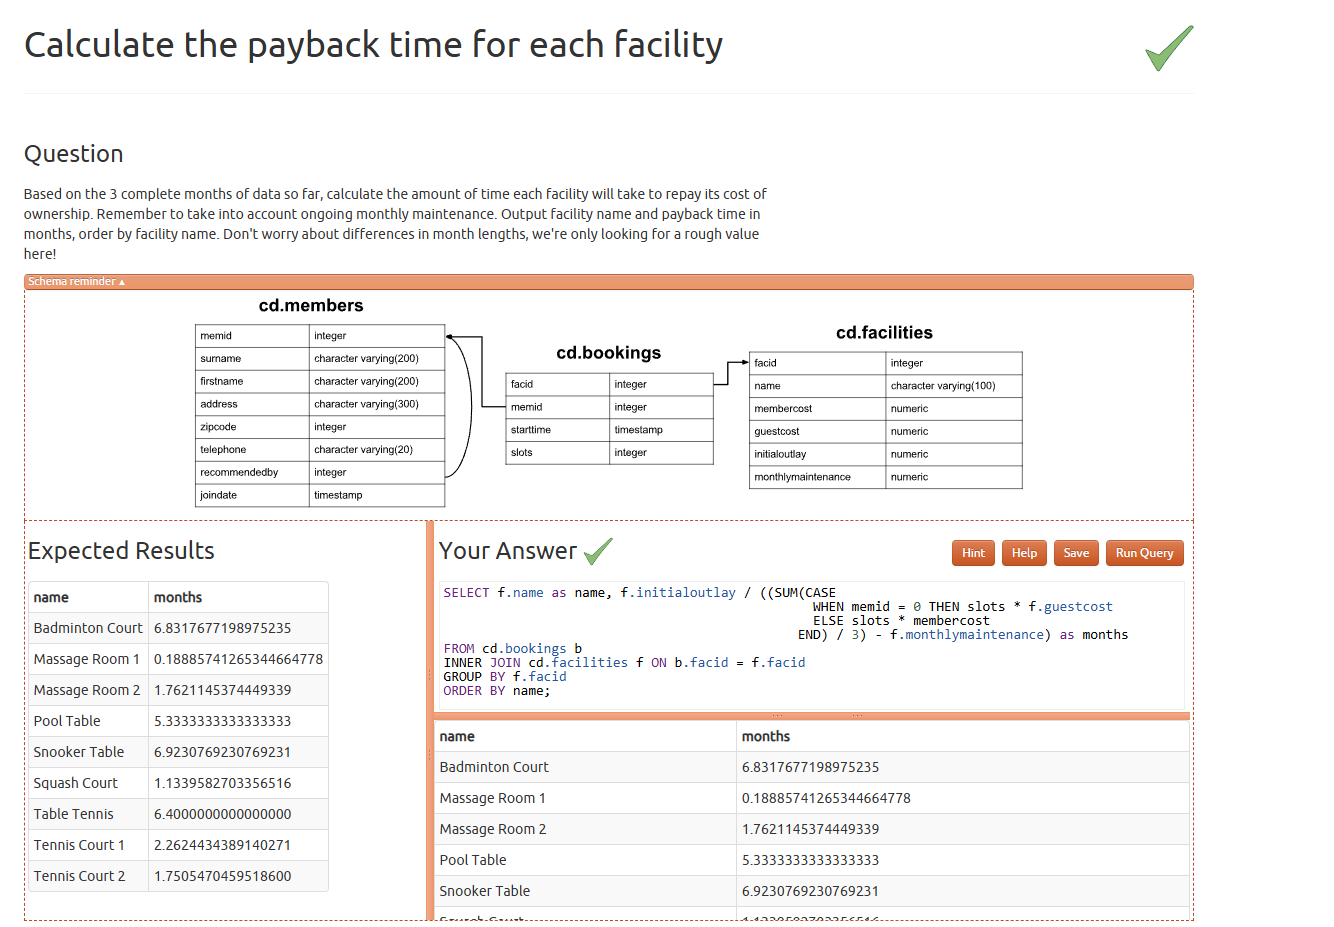 Calculate the payback time for each facility
Question
Based on the 3 complete months of data so far, calculate the amount of time each facility will take to repay its cost of
ownership. Remember to take into account ongoing monthly maintenance. Output facility name and payback time in
months, order by facility name. Don't worry about differences in month lengths, we're only looking for a rough value
here!
Schema reminder ▴
cd.members
memid integer
surname character varying(200)
firstname character varying(200)
address character varying(300)
zipcode integer
telephone character varying(20)
recommendedby integer
joindate timestamp
cd.bookings
facid integer
memid integer
starttime timestamp
slots integer
cd.facilities
facid integer
name character varying(100)
membercost numeric
guestcost numeric
initialoutlay numeric
monthlymaintenance numeric
Expected Results
name months
Badminton Court 6.8317677198975235
Massage Room 1 0.18885741265344664778
Massage Room 2 1.7621145374449339
Pool Table 5.3333333333333333
Snooker Table 6.9230769230769231
Squash Court 1.1339582703356516
Table Tennis 6.4000000000000000
Tennis Court 1 2.2624434389140271
Tennis Court 2 1.7505470459518600
Your Answer
Hint Help Save Run Query
SELECT f.name as name, f.initialoutlay / ((SUM(CASE
WHEN memid = 0 THEN slots * f.guestcost
ELSE slots * membercost
END) / 3) - f.monthlymaintenance) as months
FROM cd.bookings b
INNER JOIN cd.facilities f ON b.facid = f.facid
GROUP BY f.facid
ORDER BY name;
name months
Badminton Court 6.8317677198975235
Massage Room 1 0.18885741265344664778
Massage Room 2 1.7621145374449339
Pool Table 5.3333333333333333
Snooker Table 6.9230769230769231